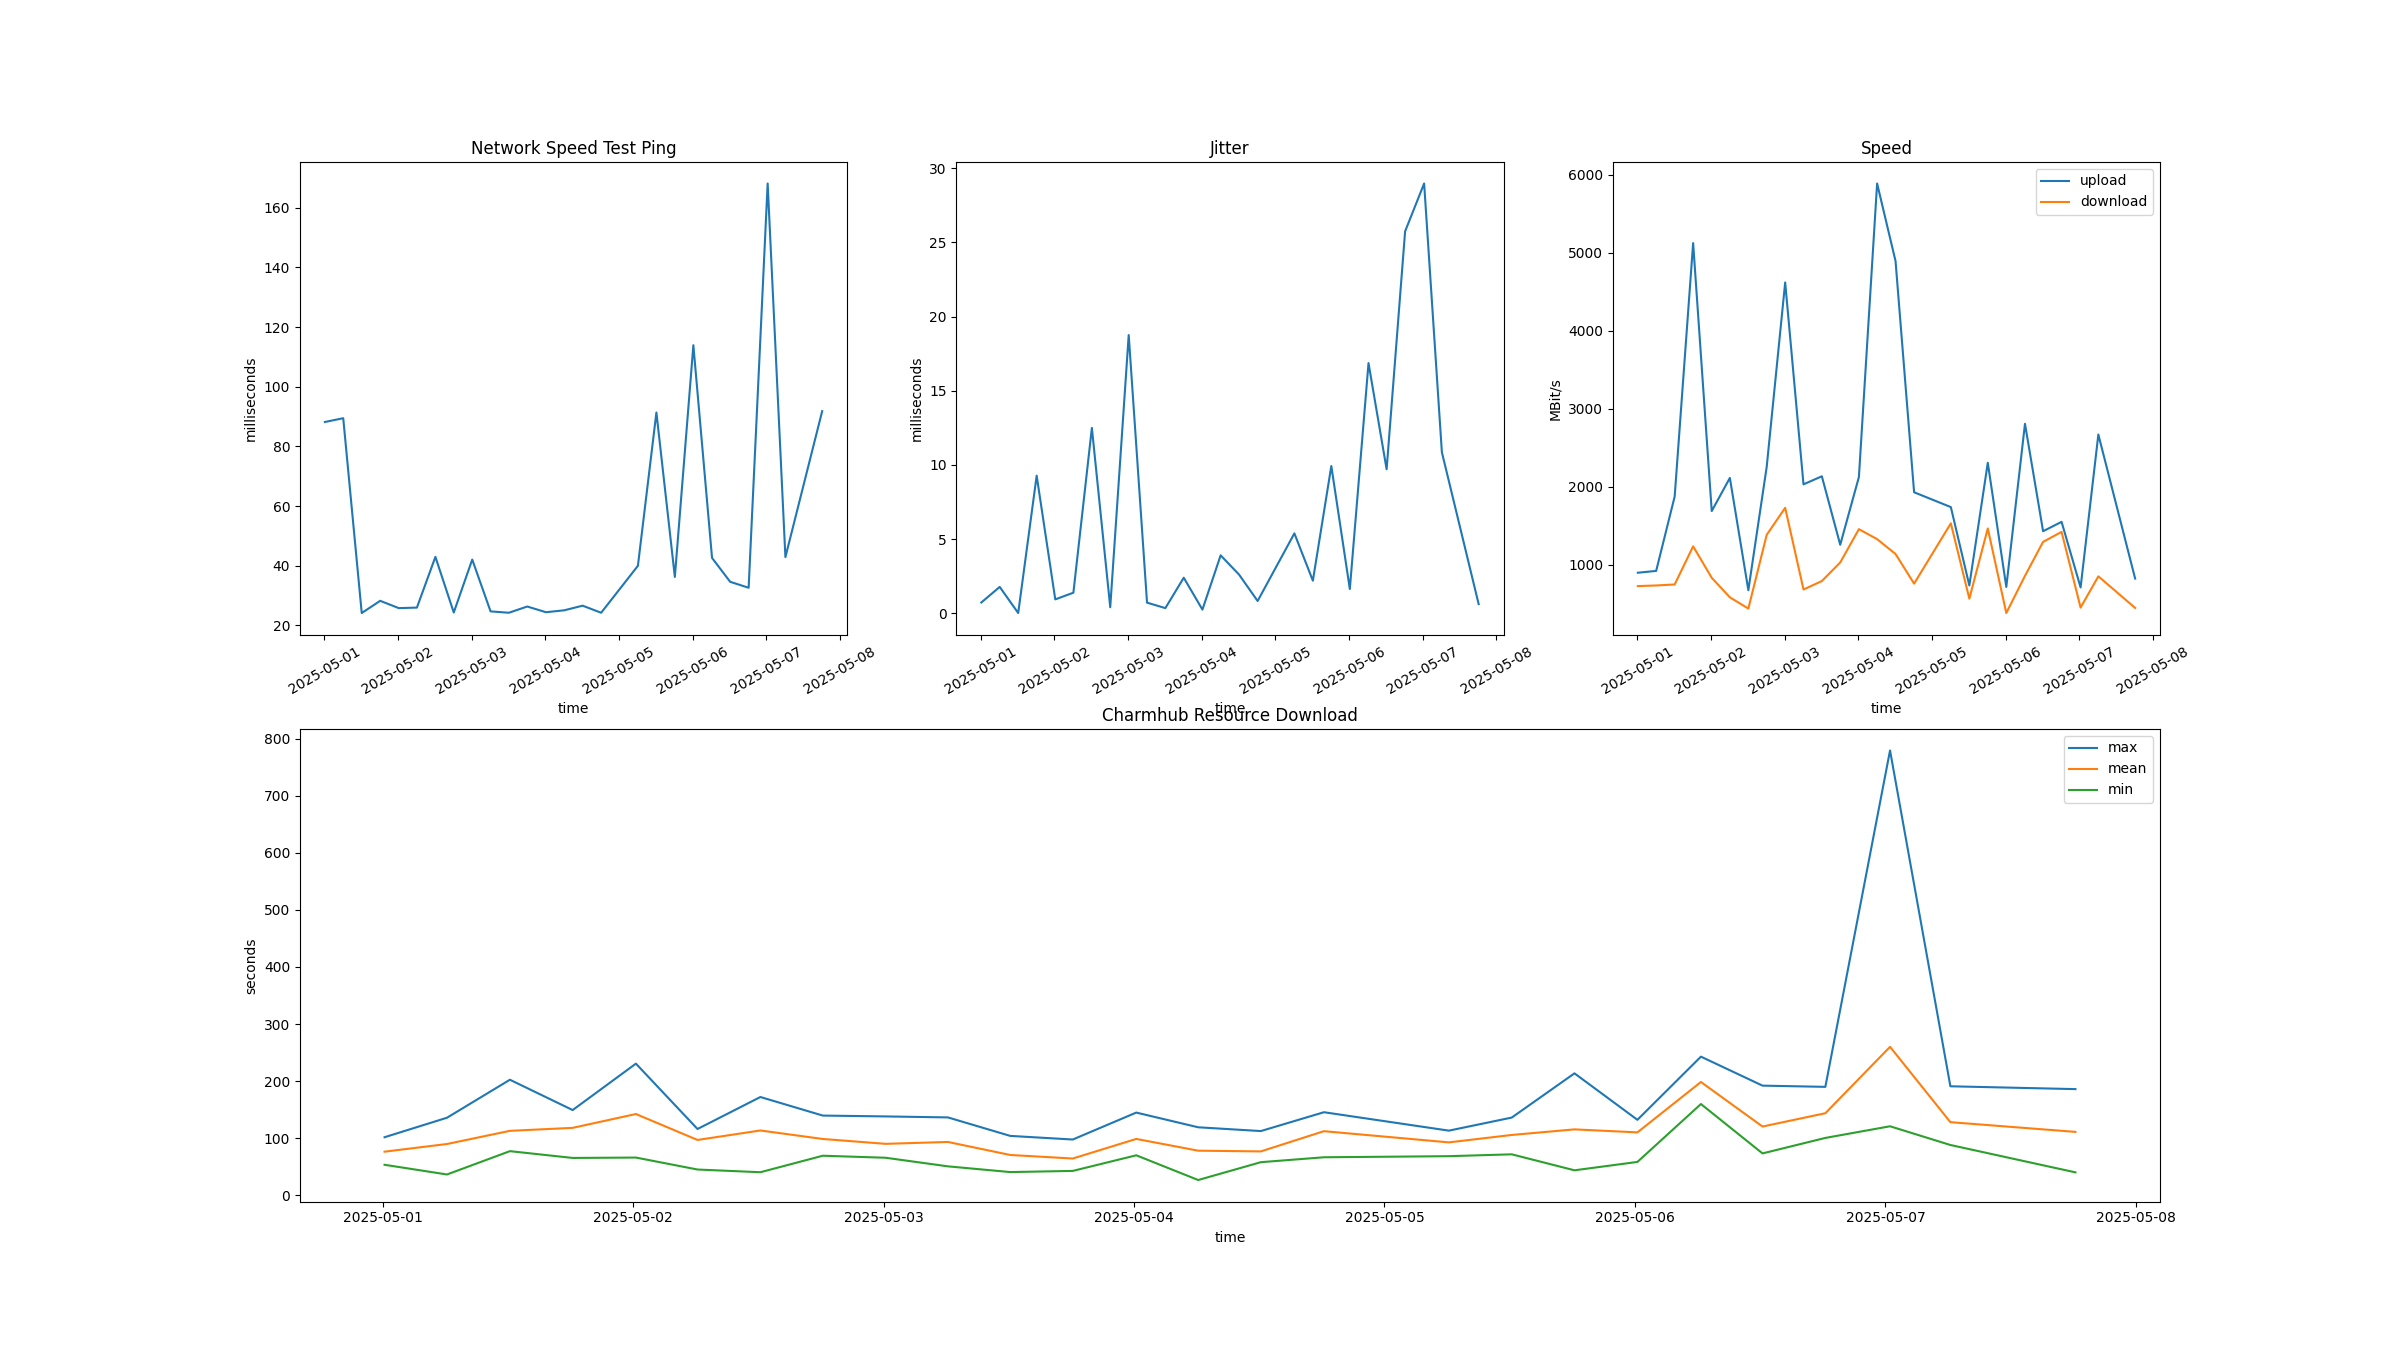 Network Speed Test Ping
milliseconds
160
140
120
100
80
60
40
20
2025-05-01 2025-05-02 2025-05-03 2025-05-04 2025-05-05 2025-05-06 2025-05-07 2025-05-08
time
Jitter
milliseconds
30
25
20
15
10
5
0
2025-05-01 2025-05-02 2025-05-03 2025-05-04 2025-05-05 2025-05-06 2025-05-07 2025-05-08
time
Speed
MBit/s
6000
5000
4000
3000
2000
1000
upload
download
2025-05-01 2025-05-02 2025-05-03 2025-05-04 2025-05-05 2025-05-06 2025-05-07 2025-05-08
time
Charmhub Resource Download
seconds
800
700
600
500
400
300
200
100
0
max
mean
min
2025-05-01 2025-05-02 2025-05-03 2025-05-04 2025-05-05 2025-05-06 2025-05-07 2025-05-08
time